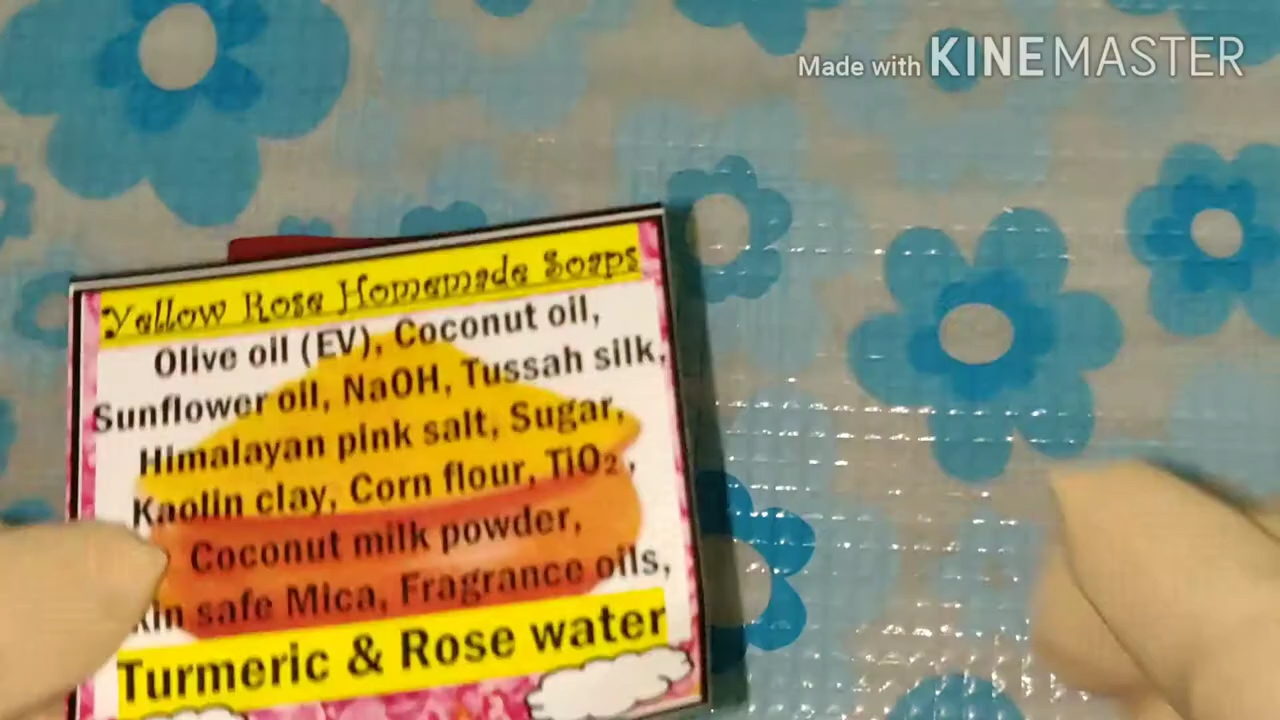 Made with KINEMASTER
Yellow Rose Homemade Soaps
Olive oil (EV), Coconut oil,
Sunflower oil, NaOH, Tussah silk,
Himalayan pink salt, Sugar,
Kaolin clay, Corn flour, TiO₂,
Coconut milk powder,
safe Mica, Fragrance oils,
Turmeric & Rose water